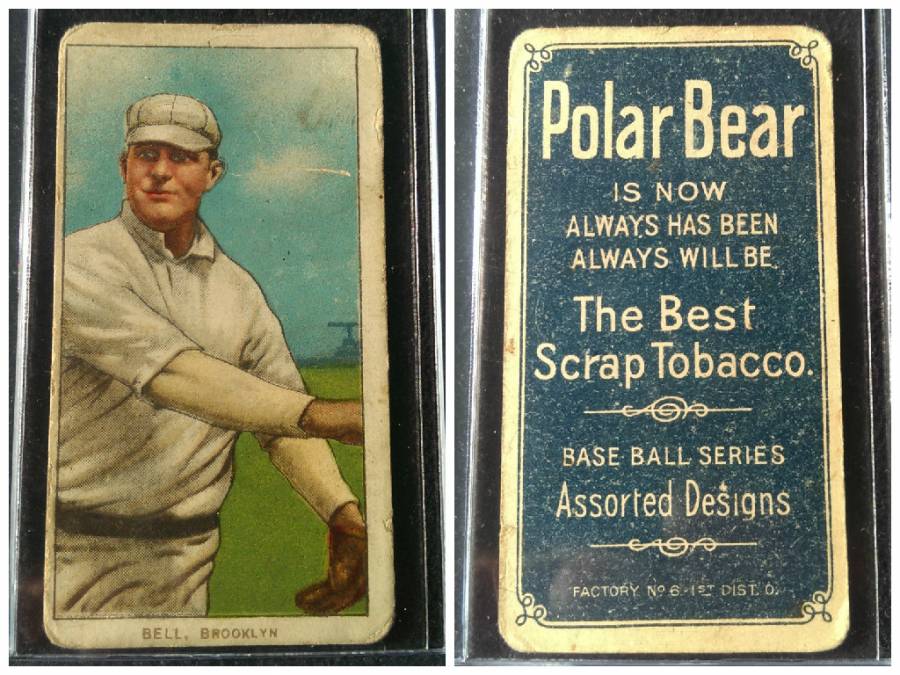 BELL, BROOKLYN
Polar Bear
IS NOW
ALWAYS HAS BEEN
ALWAYS WILL BE
The Best
Scrap Tobacco.
BASE BALL SERIES
Assorted Designs
FACTORY Nº 6-1ST DIST. O.